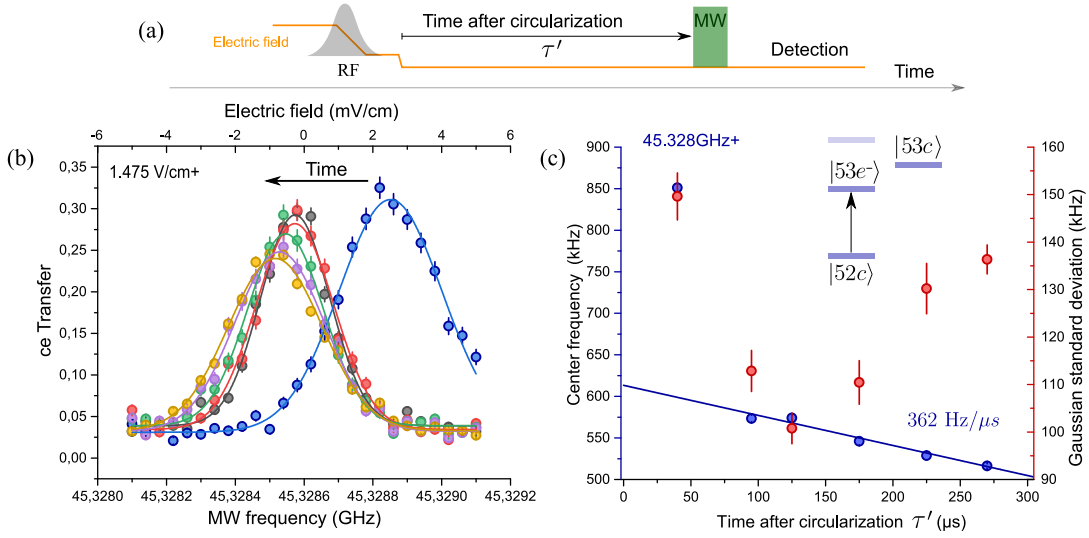 (a)
Electric field
RF
Time after circularization
τ'
MW
Detection
Time
Electric field (mV/cm)
-6 -4 -2 0 2 4 6
(b)
1.475 V/cm+
Time
ce Transfer
0,35
0,30
0,25
0,20
0,15
0,10
0,05
0,00
45,3280 45,3282 45,3284 45,3286 45,3288 45,3290 45,3292
MW frequency (GHz)
(c)
45.328GHz+
|53c⟩
|53e⁻⟩
|52c⟩
362 Hz/μs
Center frequency (kHz)
900
850
800
750
700
650
600
550
500
Gaussian standard deviation (kHz)
160
150
140
130
120
110
100
90
0 50 100 150 200 250 300
Time after circularization τ' (μs)